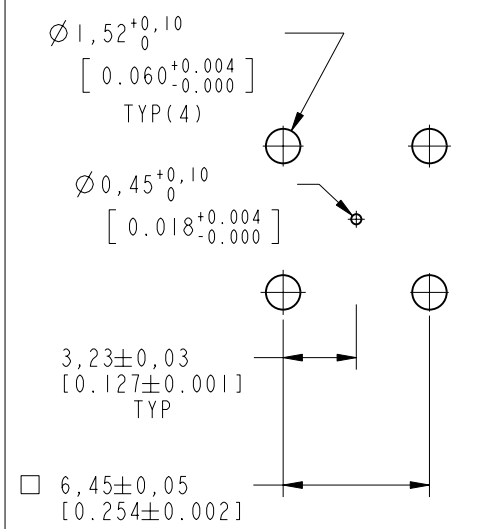 ⌀1,52 +0,10 0
[ 0.060 +0.004 -0.000 ]
TYP(4)
⌀0,45 +0,10 0
[ 0.018 +0.004 -0.000 ]
3,23±0,03
[0.127±0.001]
TYP
□ 6,45±0,05
[0.254±0.002]